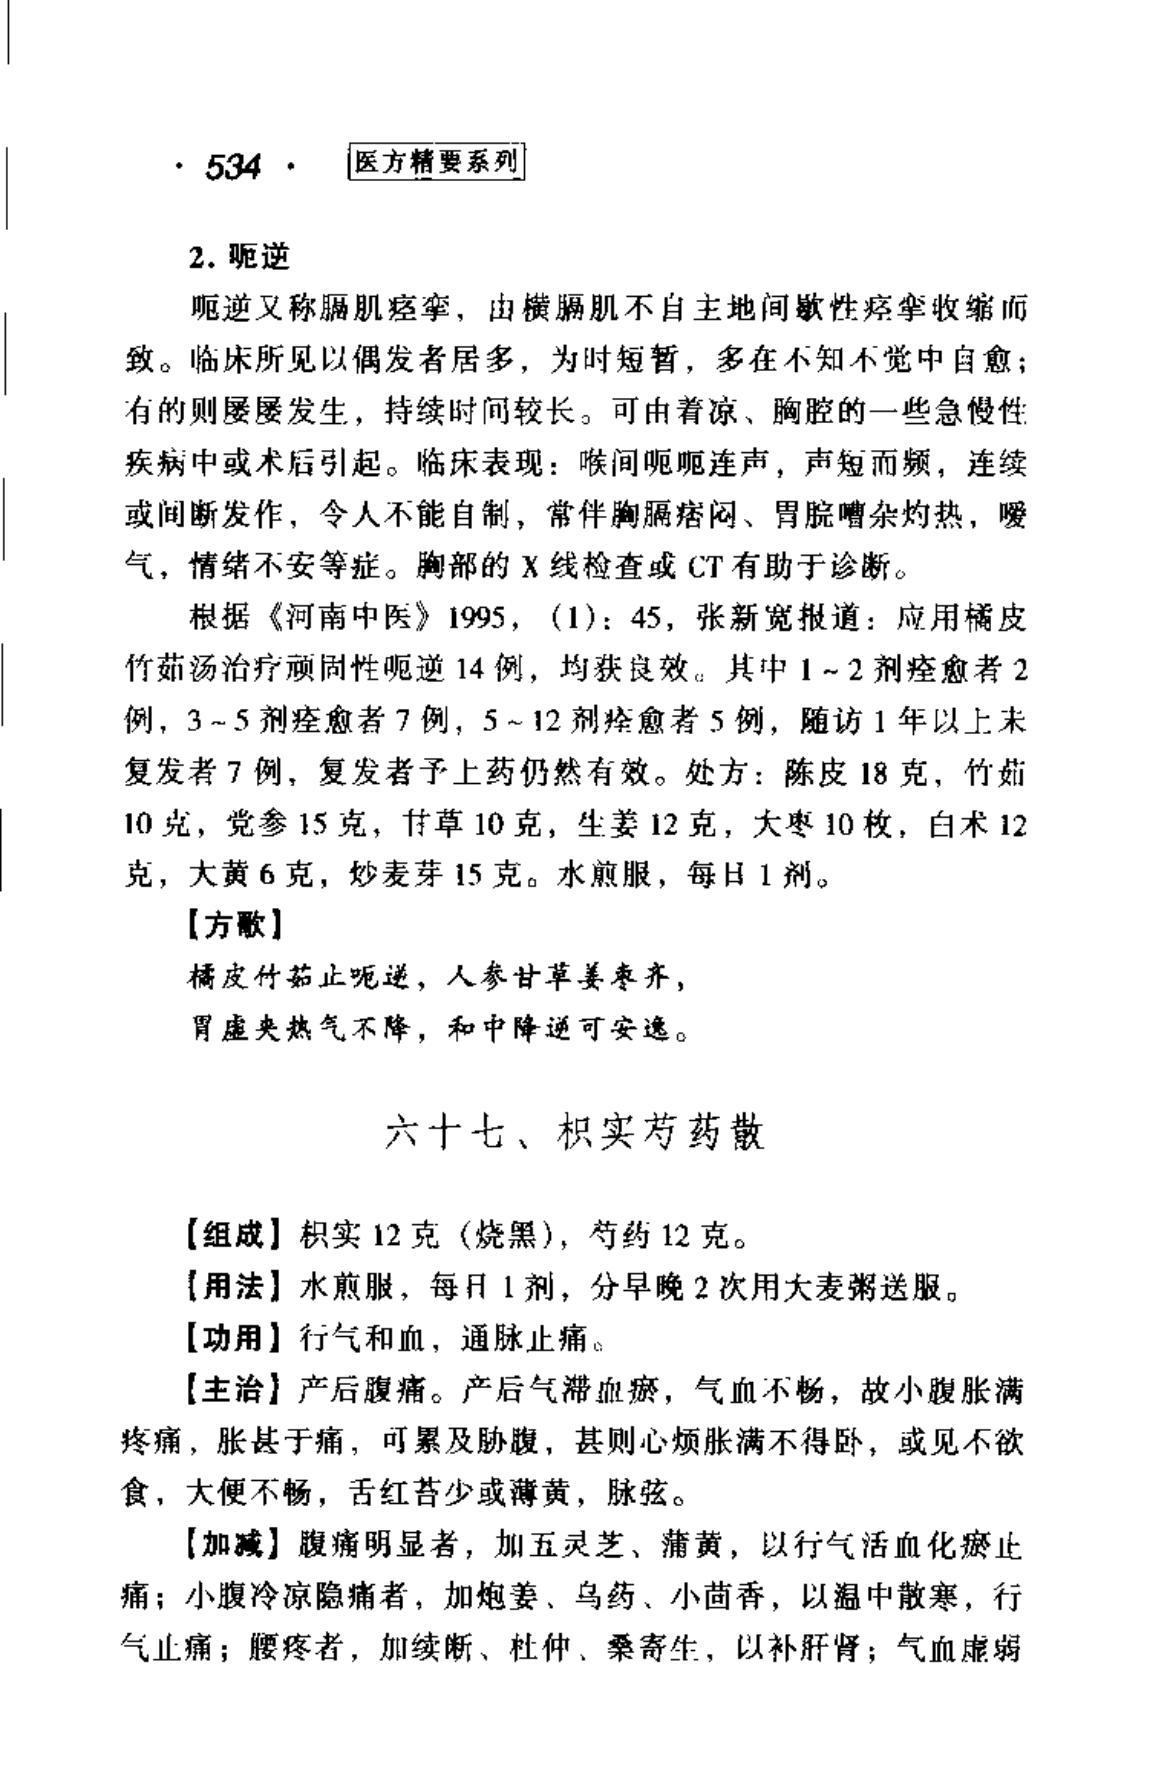 · 534 · 医方精要系列
2. 呃逆
呃逆又称膈肌痉挛，由横膈肌不自主地间歇性痉挛收缩而
致。临床所见以偶发者居多，为时短暂，多在不知不觉中自愈；
有的则屡屡发生，持续时间较长。可由着凉、胸腔的一些急慢性
疾病中或术后引起。临床表现：喉间呃呃连声，声短而频，连续
或间断发作，令人不能自制，常伴胸膈痞闷、胃脘嘈杂灼热，嗳
气，情绪不安等症。胸部的 X 线检查或 CT 有助于诊断。
根据《河南中医》1995，（1）：45，张新宽报道：应用橘皮
竹茹汤治疗顽固性呃逆 14 例，均获良效。其中 1～2 剂痊愈者 2
例，3～5 剂痊愈者 7 例，5～12 剂痊愈者 5 例，随访 1 年以上未
复发者 7 例，复发者予上药仍然有效。处方：陈皮 18 克，竹茹
10 克，党参 15 克，甘草 10 克，生姜 12 克，大枣 10 枚，白术 12
克，大黄 6 克，炒麦芽 15 克。水煎服，每日 1 剂。
【方歌】
橘皮竹茹止呃逆，人参甘草姜枣齐，
胃虚夹热气不降，和中降逆可安逸。
六十七、枳实芍药散
【组成】枳实 12 克（烧黑），芍药 12 克。
【用法】水煎服，每日 1 剂，分早晚 2 次用大麦粥送服。
【功用】行气和血，通脉止痛。
【主治】产后腹痛。产后气滞血瘀，气血不畅，故小腹胀满
疼痛，胀甚于痛，可累及胁腹，甚则心烦胀满不得卧，或见不欲
食，大便不畅，舌红苔少或薄黄，脉弦。
【加减】腹痛明显者，加五灵芝、蒲黄，以行气活血化瘀止
痛；小腹冷凉隐痛者，加炮姜、乌药、小茴香，以温中散寒，行
气止痛；腰疼者，加续断、杜仲、桑寄生，以补肝肾；气血虚弱